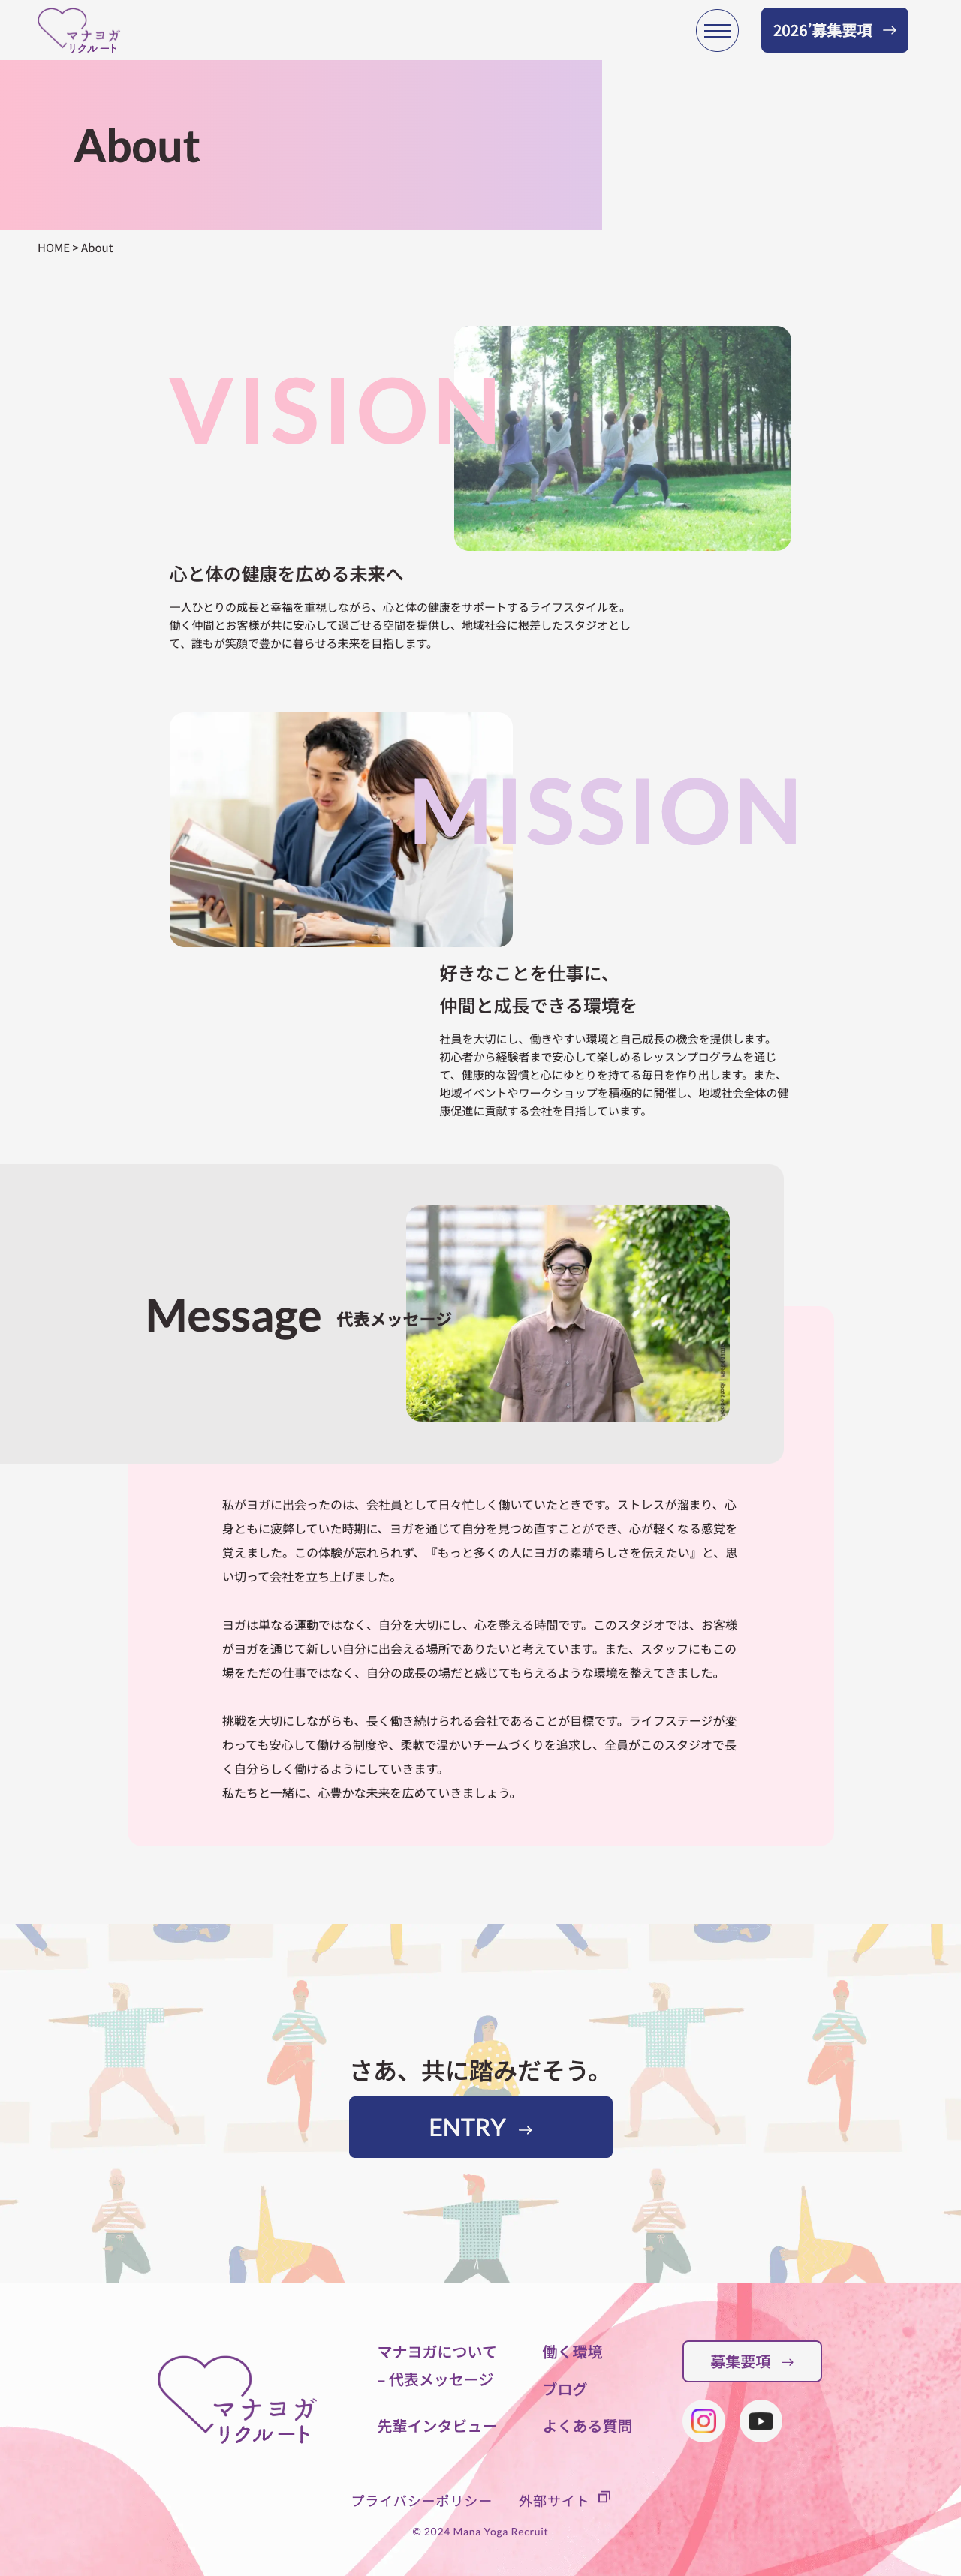 マナヨガ
リクルート
2026’募集要項 →
About
HOME > About
VISION
心と体の健康を広める未来へ
一人ひとりの成長と幸福を重視しながら、心と体の健康をサポートするライフスタイルを。
働く仲間とお客様が共に安心して過ごせる空間を提供し、地域社会に根差したスタジオとし
て、誰もが笑顔で豊かに暮らせる未来を目指します。
MISSION
好きなことを仕事に、
仲間と成長できる環境を
社員を大切にし、働きやすい環境と自己成長の機会を提供します。
初心者から経験者まで安心して楽しめるレッスンプログラムを通じ
て、健康的な習慣と心にゆとりを持てる毎日を作り出します。また、
地域イベントやワークショップを積極的に開催し、地域社会全体の健
康促進に貢献する会社を目指しています。
Message 代表メッセージ
私がヨガに出会ったのは、会社員として日々忙しく働いていたときです。ストレスが溜まり、心
身ともに疲弊していた時期に、ヨガを通じて自分を見つめ直すことができ、心が軽くなる感覚を
覚えました。この体験が忘れられず、『もっと多くの人にヨガの素晴らしさを伝えたい』と、思
い切って会社を立ち上げました。
ヨガは単なる運動ではなく、自分を大切にし、心を整える時間です。このスタジオでは、お客様
がヨガを通じて新しい自分に出会える場所でありたいと考えています。また、スタッフにもこの
場をただの仕事ではなく、自分の成長の場だと感じてもらえるような環境を整えてきました。
挑戦を大切にしながらも、長く働き続けられる会社であることが目標です。ライフステージが変
わっても安心して働ける制度や、柔軟で温かいチームづくりを追求し、全員がこのスタジオで長
く自分らしく働けるようにしていきます。
私たちと一緒に、心豊かな未来を広めていきましょう。
さあ、共に踏みだそう。
ENTRY →
マナヨガ
リクルート
マナヨガについて
– 代表メッセージ
先輩インタビュー
働く環境
ブログ
よくある質問
募集要項 →
プライバシーポリシー 外部サイト
© 2024 Mana Yoga Recruit